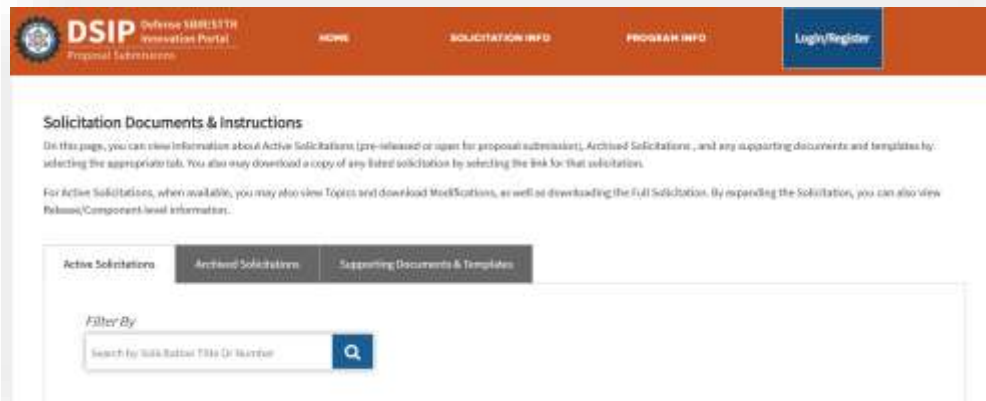 DSIP Defense SBIR/STTR
Innovation Portal
Proposal Submissions
HOME
SOLICITATION INFO
PROGRAM INFO
Login/Register
Solicitation Documents & Instructions
On this page, you can view information about Active Solicitations (pre-released or open for proposal submission), Archived Solicitations , and any supporting documents and templates by
selecting the appropriate tab. You also may download a copy of any listed solicitation by selecting the link for that solicitation.
For Active Solicitations, when available, you may also view Topics and download Modifications, as well as downloading the Full Solicitation. By expanding the Solicitation, you can also view
Release/Component-level information.
Active Solicitations
Archived Solicitations
Supporting Documents & Templates
Filter By
Search by Solicitation Title Or Number